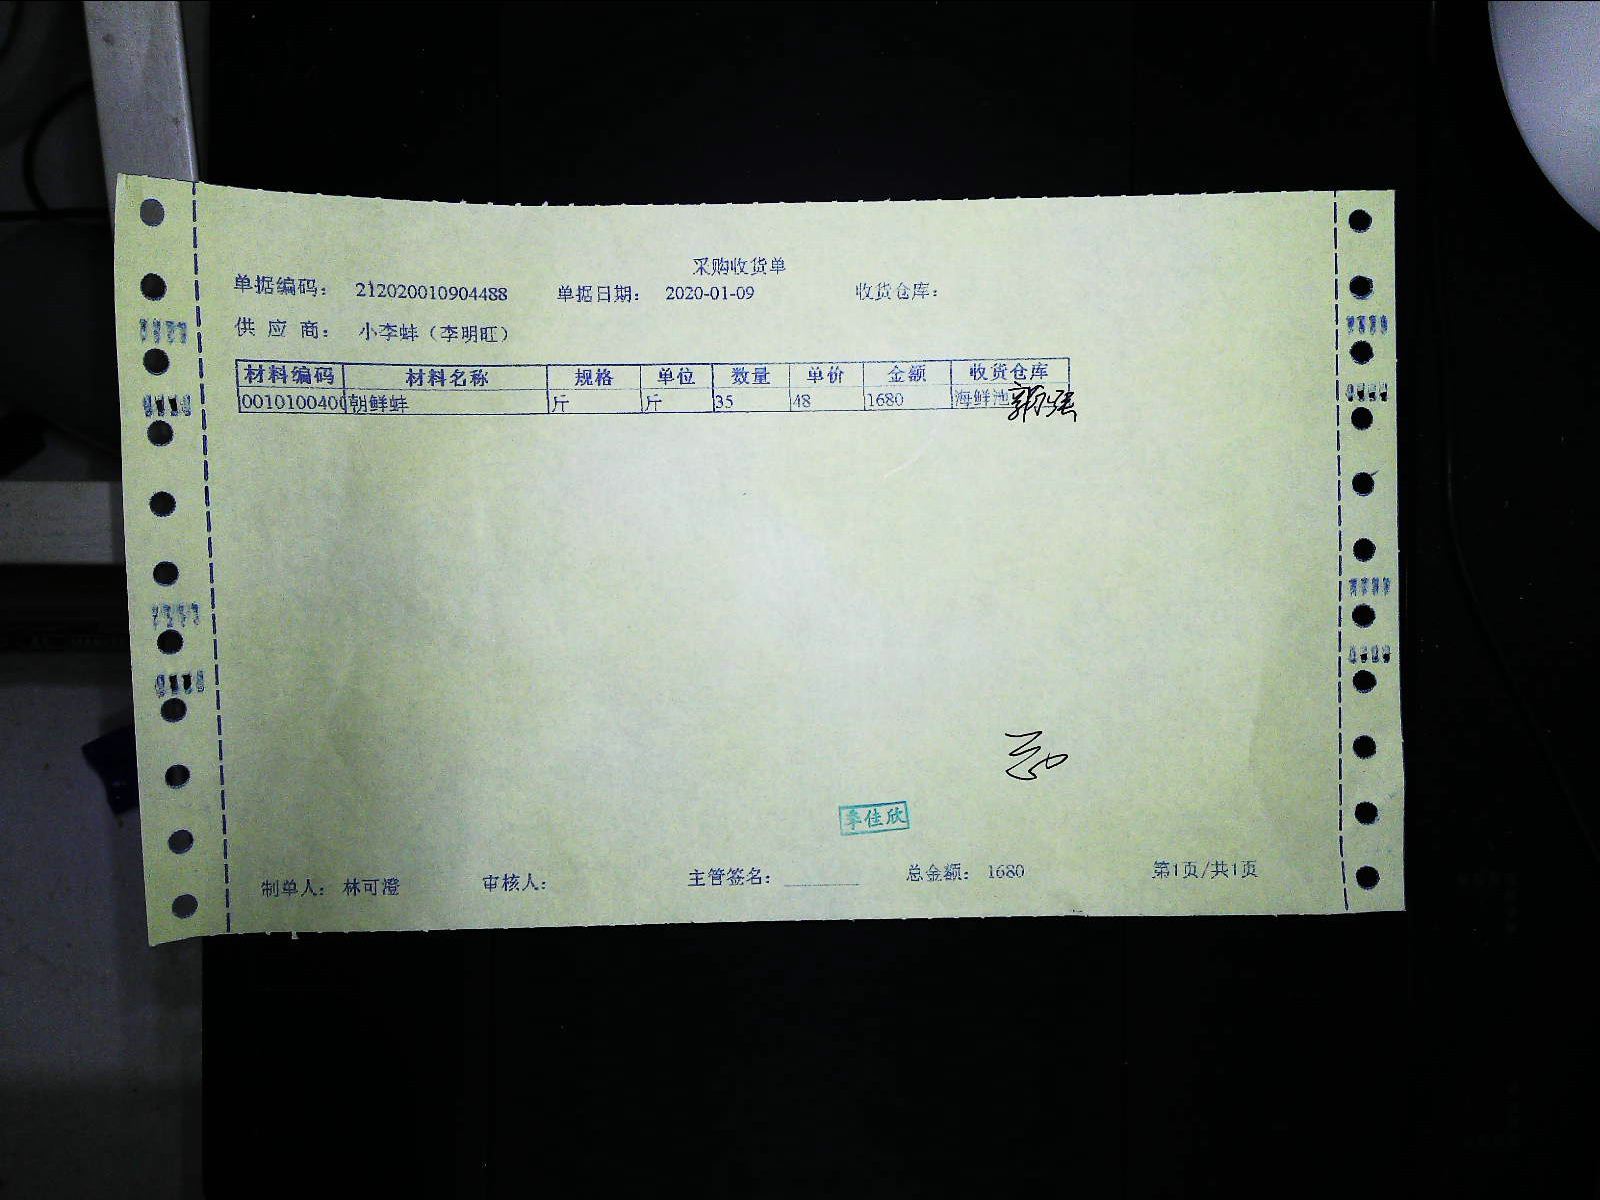 采购收货单
单据编码： 212020010904488 单据日期： 2020-01-09 收货仓库：
供应商： 小李蚌（李明旺）
材料编码 材料名称 规格 单位 数量 单价 金额 收货仓库
0010100400 朝鲜蚌 斤 斤 35 48 1680 海鲜池
季佳欣
制单人： 林可澄 审核人： 主管签名： 总金额： 1680 第1页/共1页